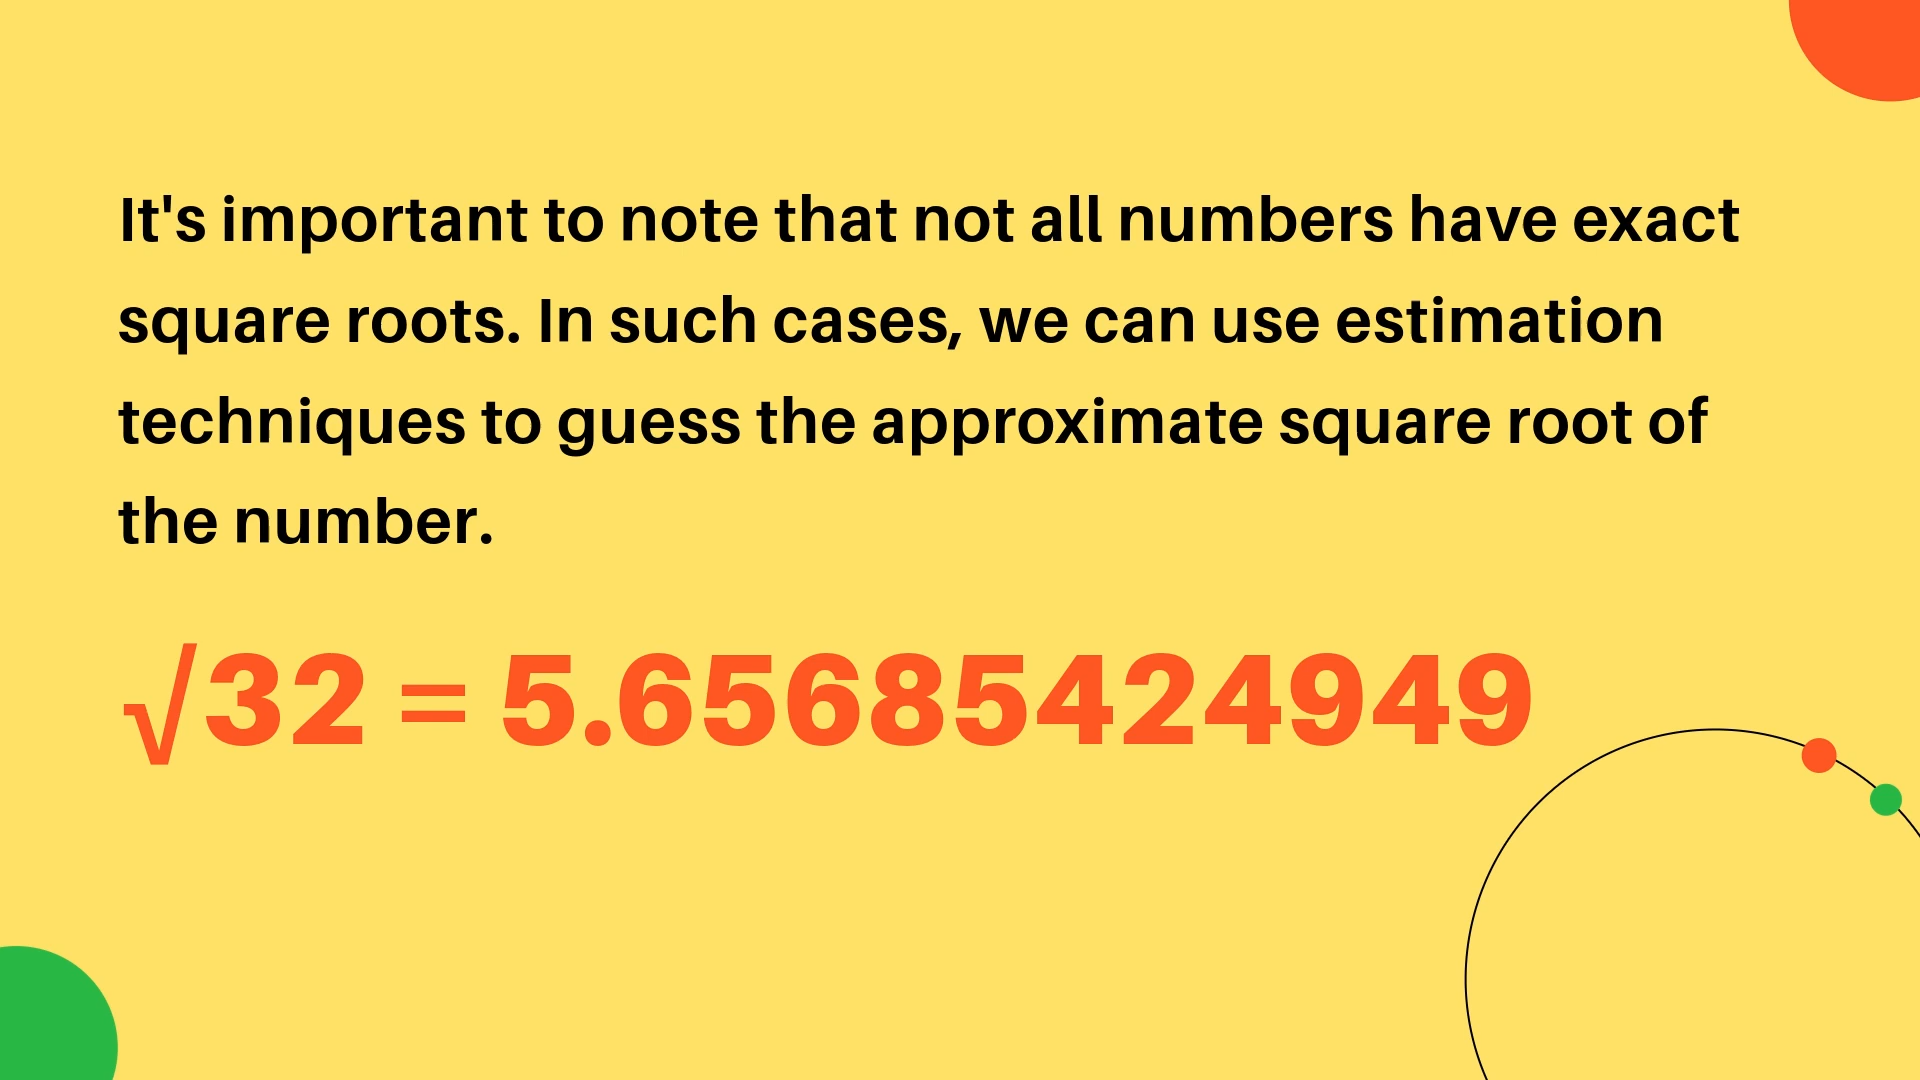 It's important to note that not all numbers have exact
square roots. In such cases, we can use estimation
techniques to guess the approximate square root of
the number.
√32 = 5.65685424949